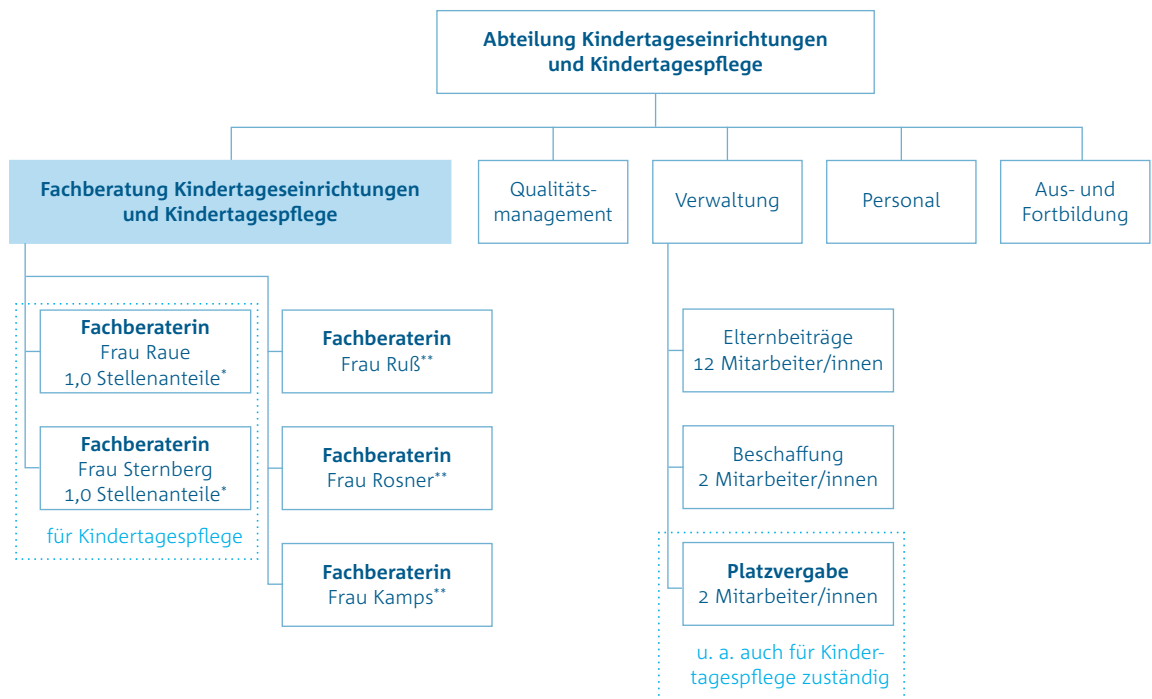 Abteilung Kindertageseinrichtungen
und Kindertagespflege
Fachberatung Kindertageseinrichtungen
und Kindertagespflege
Qualitäts-
management
Verwaltung
Personal
Aus- und
Fortbildung
Fachberaterin
Frau Raue
1,0 Stellenanteile*
Fachberaterin
Frau Sternberg
1,0 Stellenanteile*
für Kindertagespflege
Fachberaterin
Frau Ruß**
Fachberaterin
Frau Rosner**
Fachberaterin
Frau Kamps**
Elternbeiträge
12 Mitarbeiter/innen
Beschaffung
2 Mitarbeiter/innen
Platzvergabe
2 Mitarbeiter/innen
u. a. auch für Kinder-
tagespflege zuständig